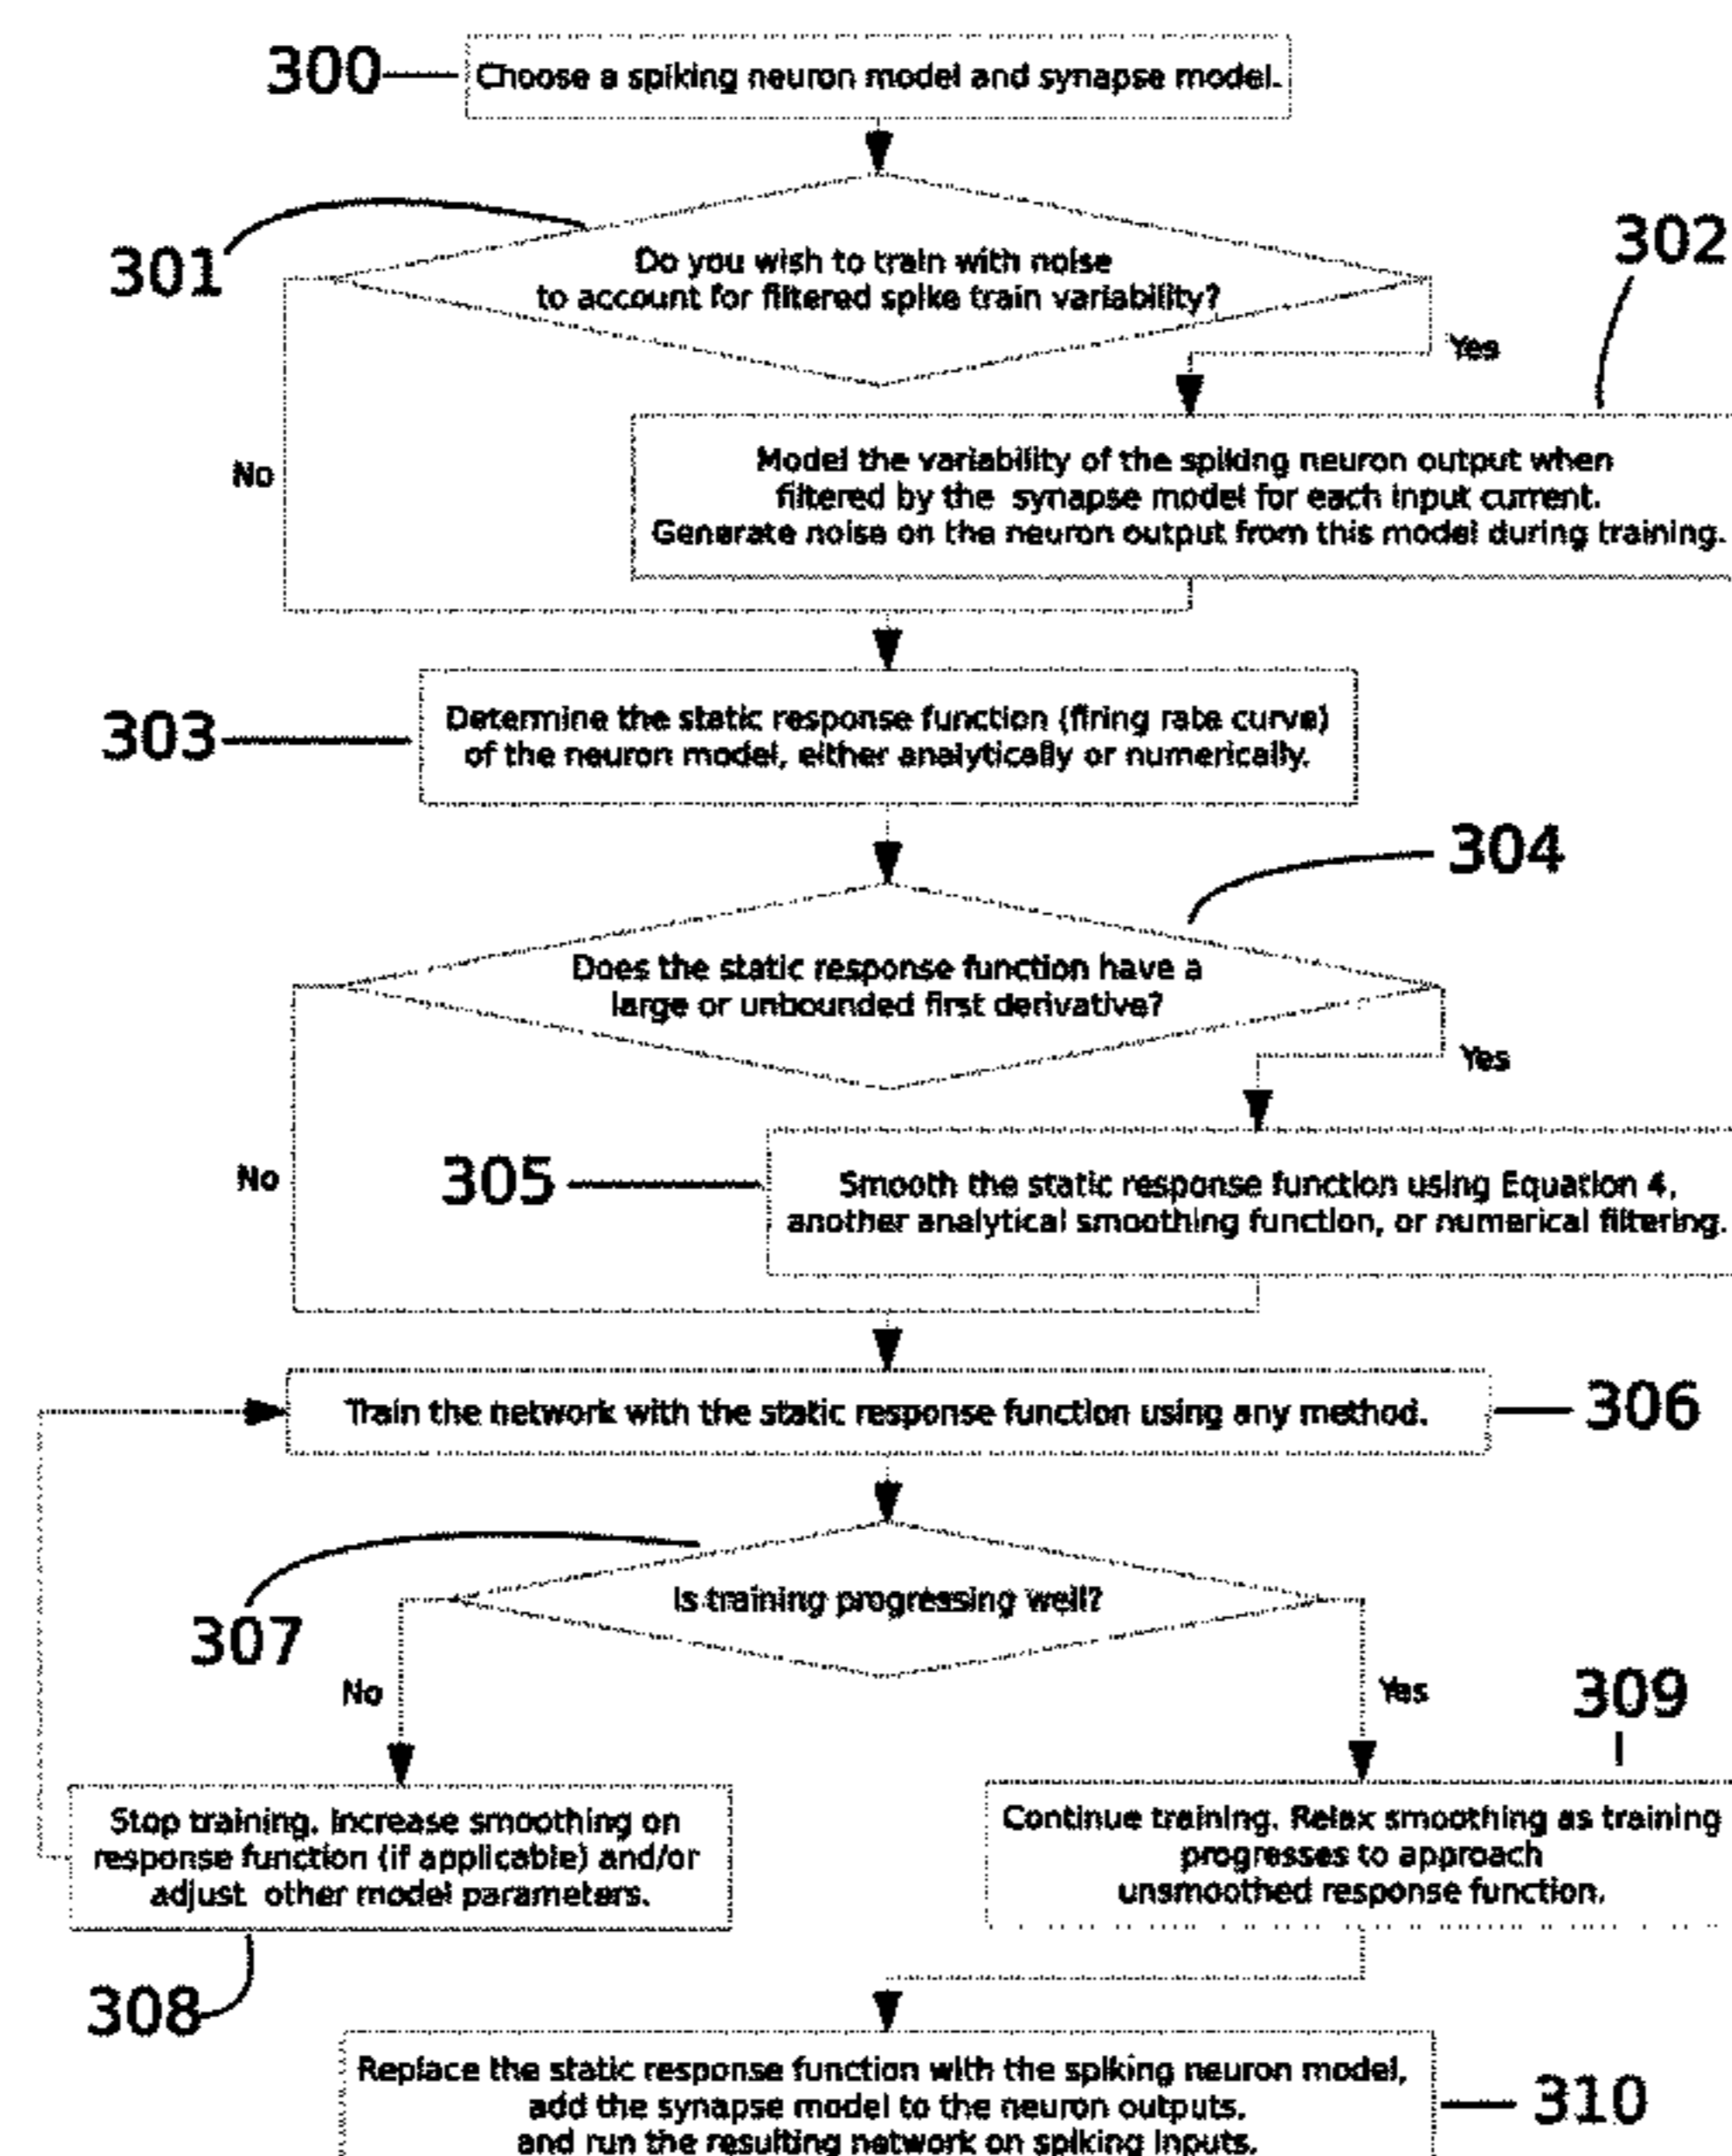 300
Choose a spiking neuron model and synapse model.
301
Do you wish to train with noise
to account for filtered spike train variability?
302
Yes
No
Model the variability of the spiking neuron output when
filtered by the synapse model for each input current.
Generate noise on the neuron output from this model during training.
303
Determine the static response function (firing rate curve)
of the neuron model, either analytically or numerically.
304
Does the static response function have a
large or unbounded first derivative?
Yes
No
305
Smooth the static response function using Equation 4,
another analytical smoothing function, or numerical filtering.
Train the network with the static response function using any method.
306
307
Is training progressing well?
No
Yes
309
Stop training. Increase smoothing on
response function (if applicable) and/or
adjust other model parameters.
308
Continue training. Relax smoothing as training
progresses to approach
unsmoothed response function.
Replace the static response function with the spiking neuron model,
add the synapse model to the neuron outputs,
and run the resulting network on spiking inputs.
310